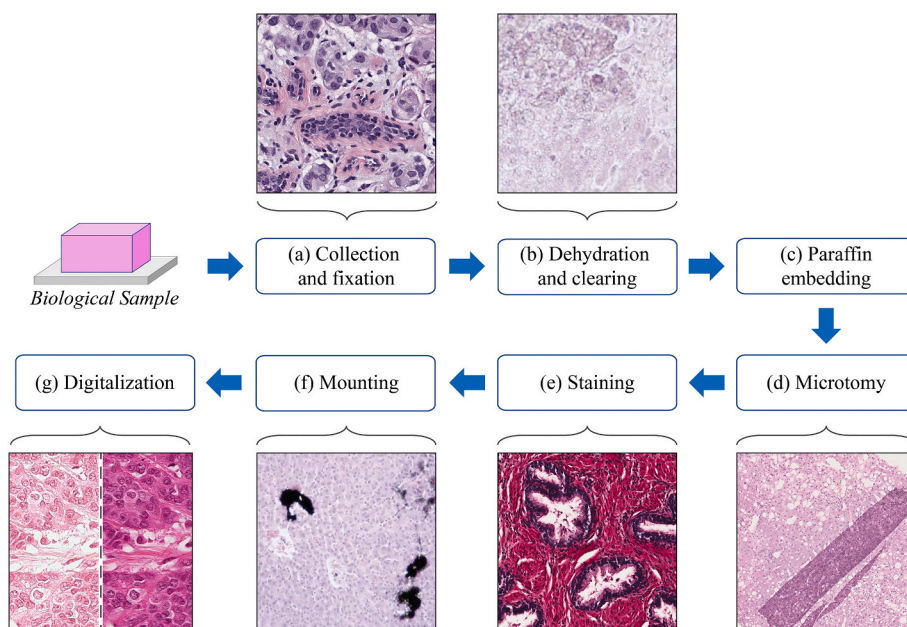 Biological Sample
(a) Collection
and fixation
(b) Dehydration
and clearing
(c) Paraffin
embedding
(d) Microtomy
(e) Staining
(f) Mounting
(g) Digitalization